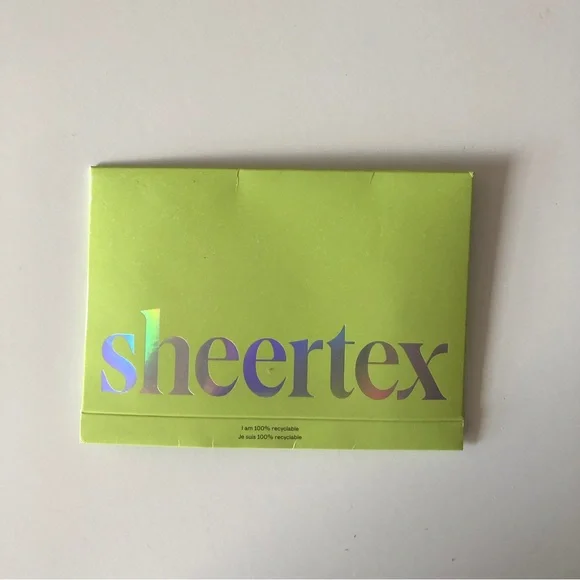 sheertex
I am 100% recyclable
Je suis 100% recyclable